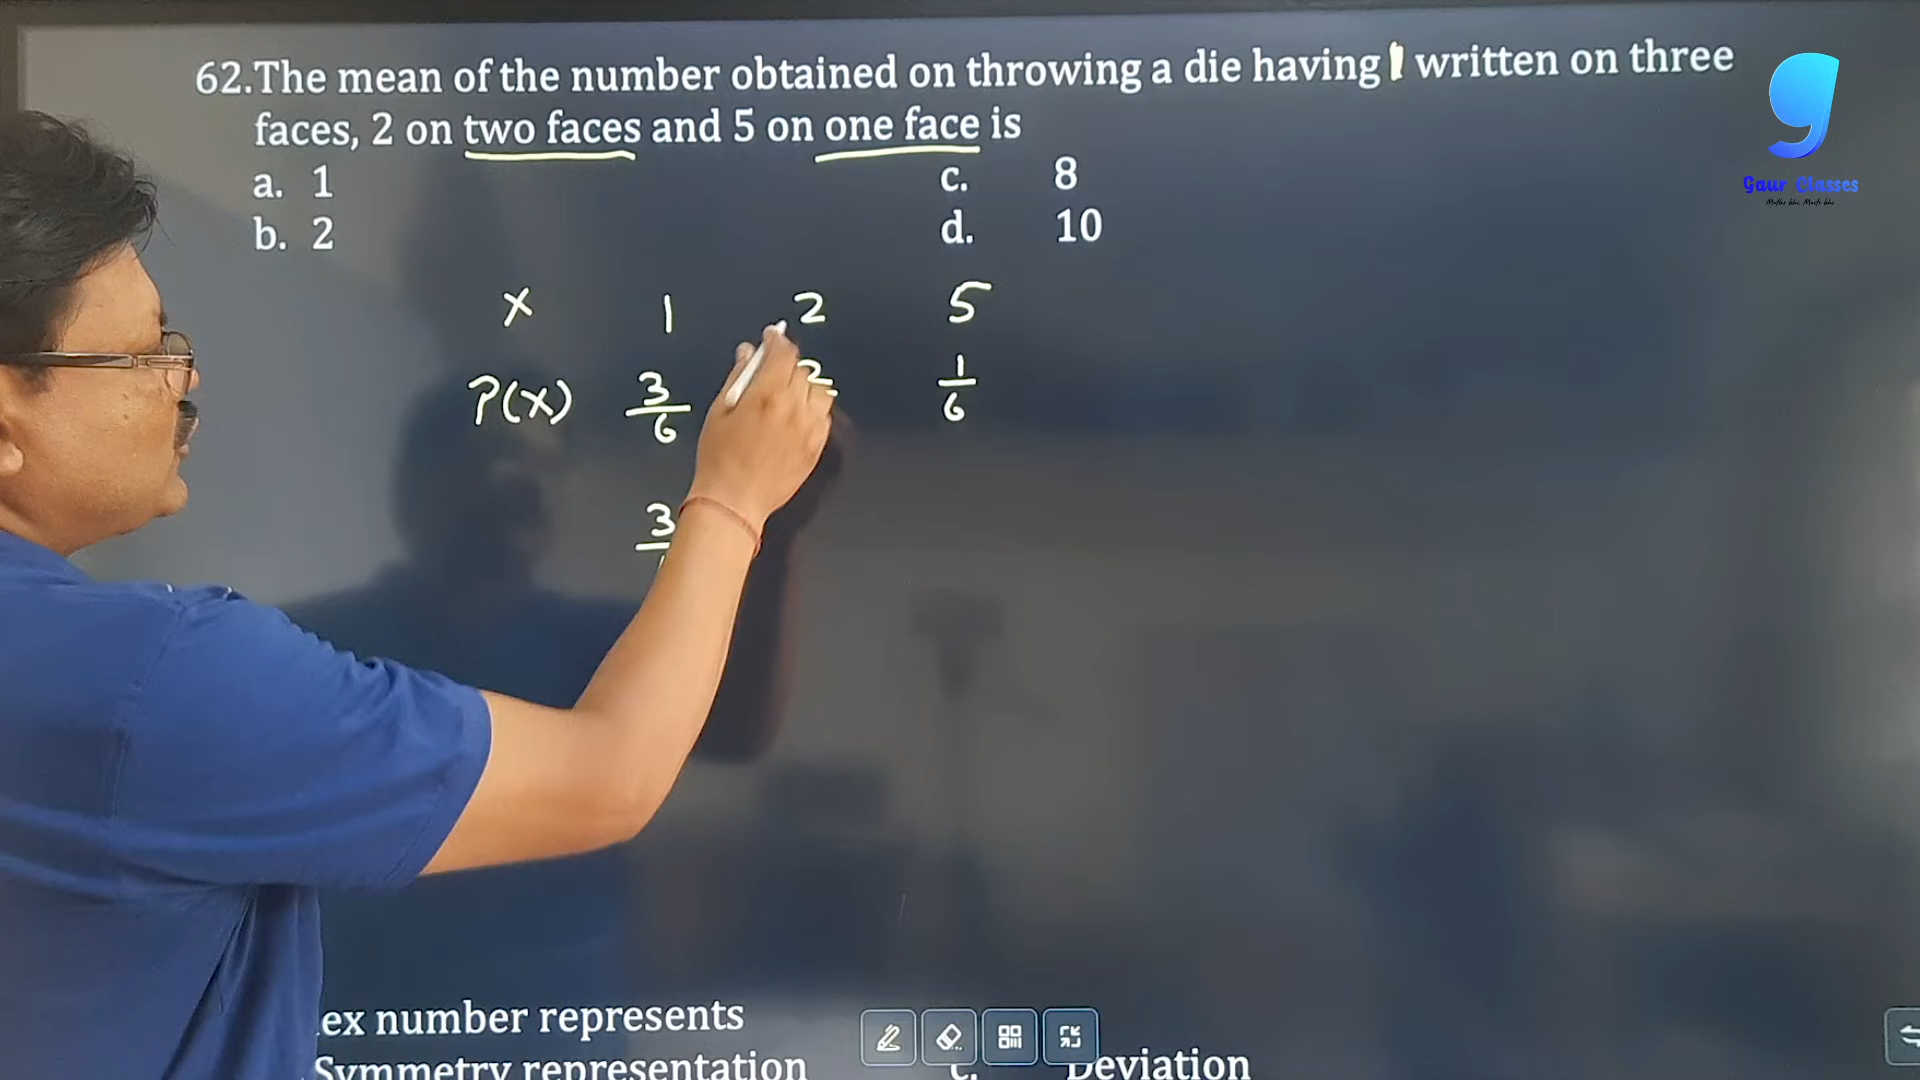 62.The mean of the number obtained on throwing a die having 1 written on three
faces, 2 on two faces and 5 on one face is
a. 1
c. 8
b. 2
d. 10
g
Gaur Classes
X 1 2 5
P(X) 3/6 2 1/6
3
ex number represents
Symmetry representation c. Deviation